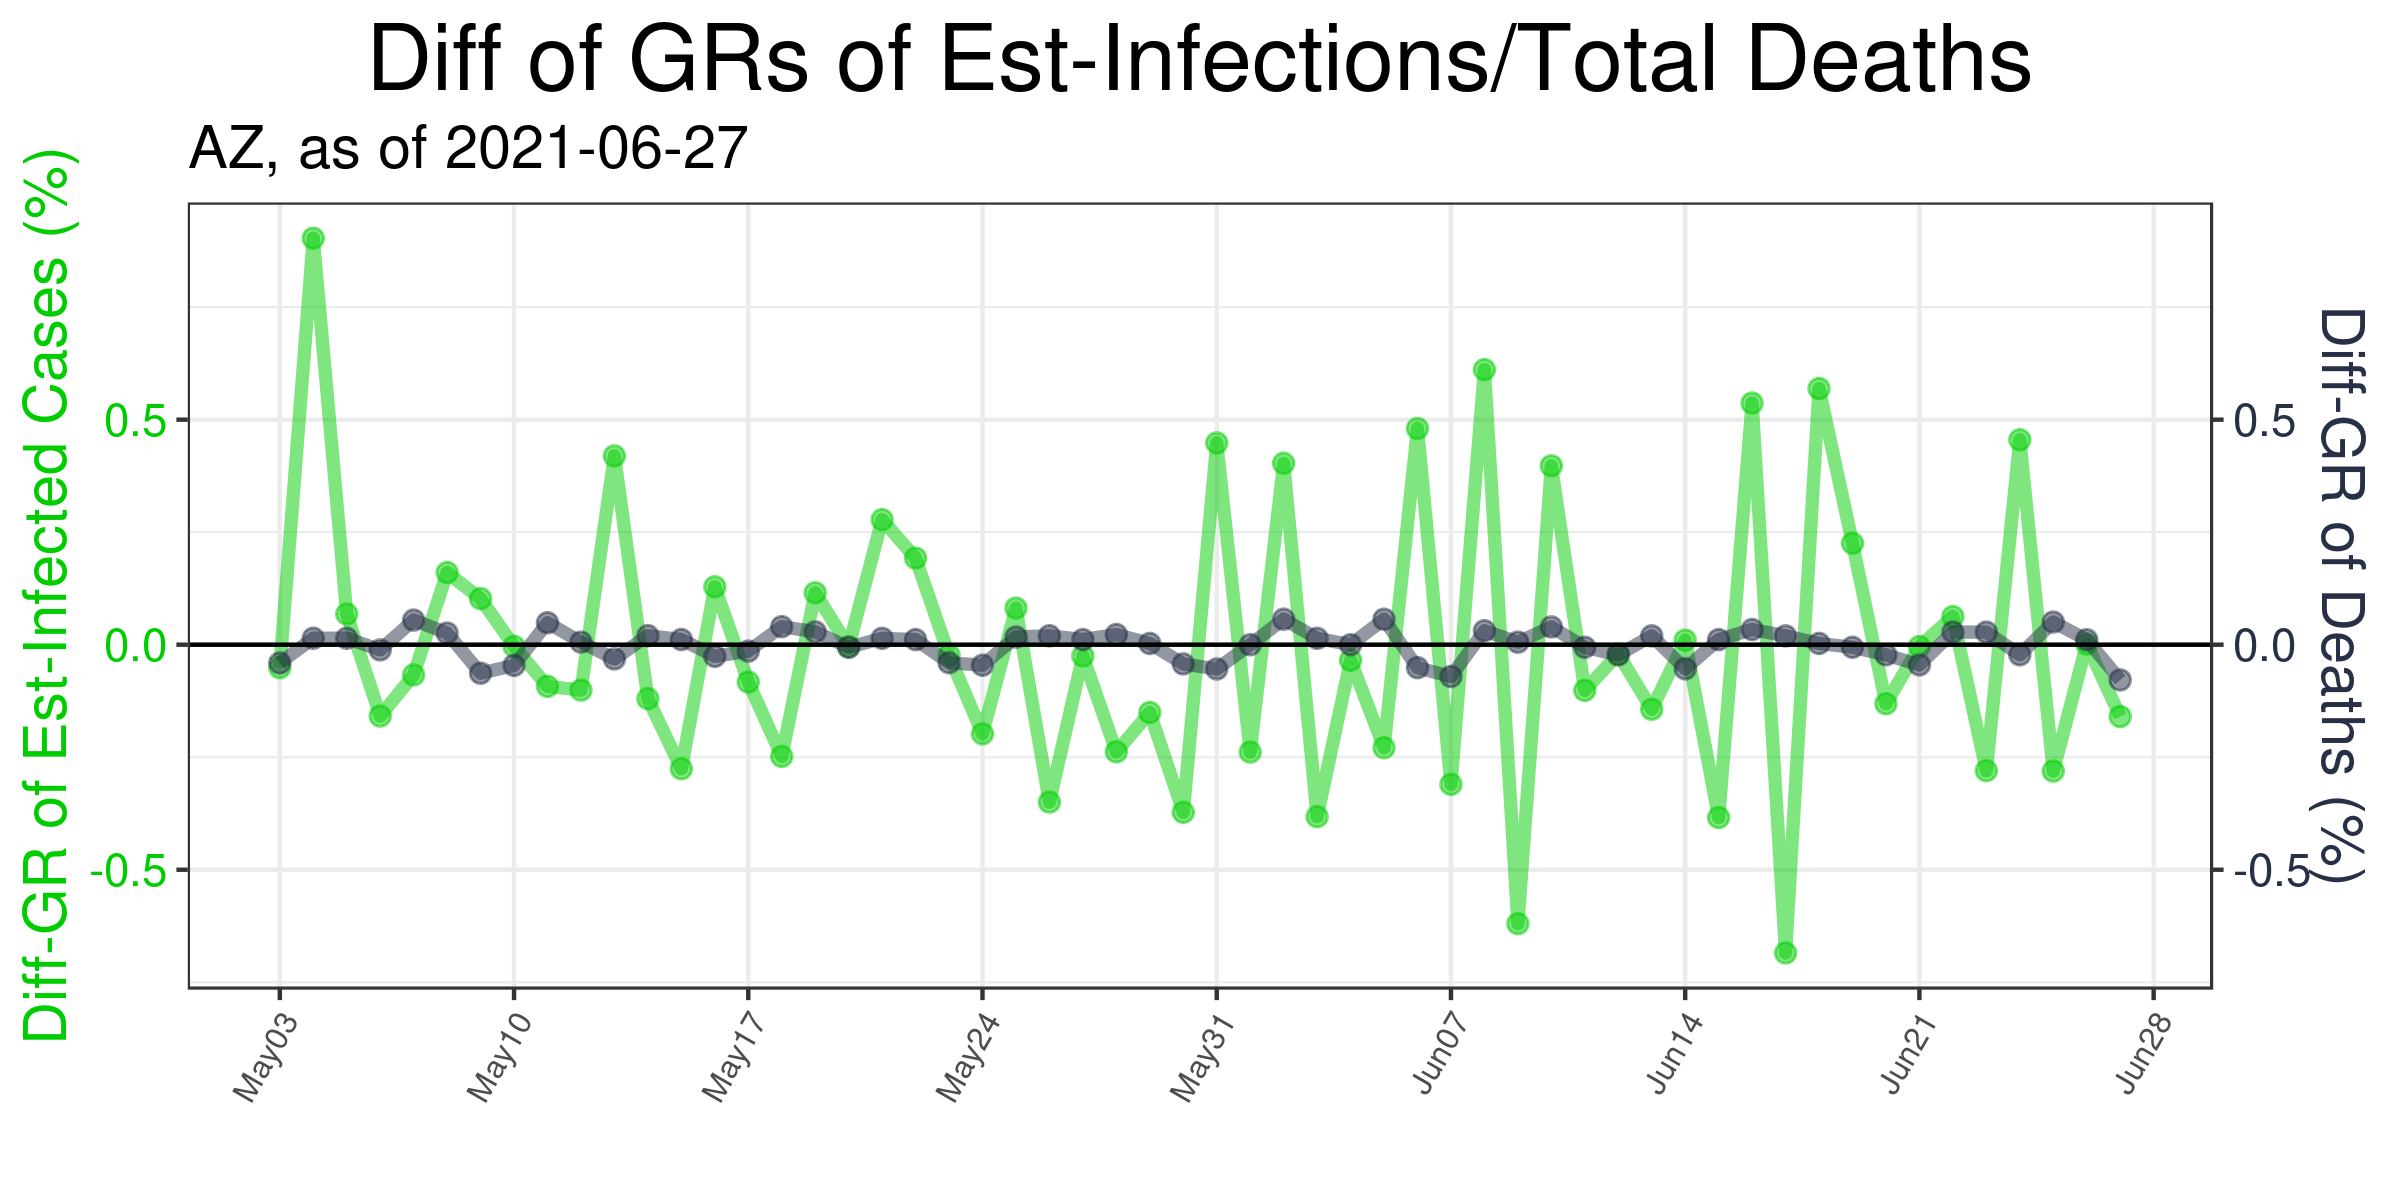 Diff of GRs of Est-Infections/Total Deaths
AZ, as of 2021-06-27
Diff-GR of Est-Infected Cases (%)
0.5
0.0
-0.5
0.5
0.0
-0.5
Diff-GR of Deaths (%)
May03
May10
May17
May24
May31
Jun07
Jun14
Jun21
Jun28